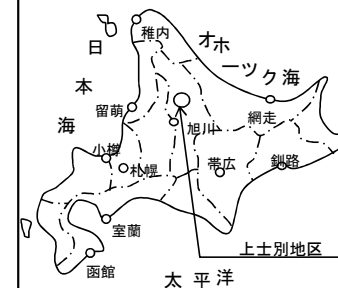 稚内
日本海
オホーツク海
留萌
旭川
網走
小樽
札幌
帯広
釧路
室蘭
上士別地区
函館
太平洋